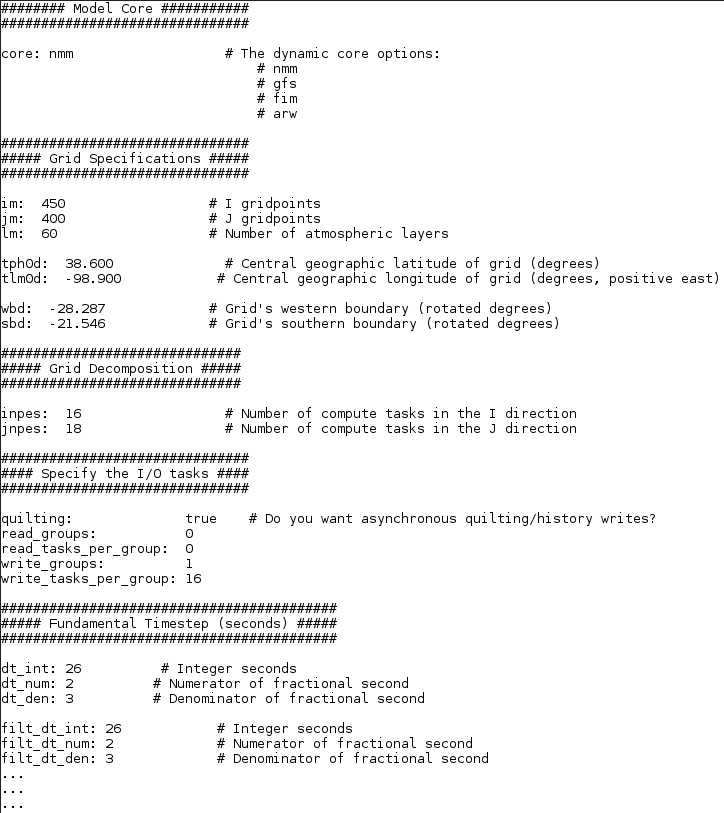 ######## Model Core ###########
###############################
core: nmm # The dynamic core options:
# nmm
# gfs
# fim
# arw
###############################
##### Grid Specifications #####
###############################
im: 450 # I gridpoints
jm: 400 # J gridpoints
lm: 60 # Number of atmospheric layers
tph0d: 38.600 # Central geographic latitude of grid (degrees)
tlm0d: -98.900 # Central geographic longitude of grid (degrees, positive east)
wbd: -28.287 # Grid's western boundary (rotated degrees)
sbd: -21.546 # Grid's southern boundary (rotated degrees)
##############################
##### Grid Decomposition #####
##############################
inpes: 16 # Number of compute tasks in the I direction
jnpes: 18 # Number of compute tasks in the J direction
###############################
#### Specify the I/O tasks ####
###############################
quilting: true # Do you want asynchronous quilting/history writes?
read_groups: 0
read_tasks_per_group: 0
write_groups: 1
write_tasks_per_group: 16
##########################################
##### Fundamental Timestep (seconds) #####
##########################################
dt_int: 26 # Integer seconds
dt_num: 2 # Numerator of fractional second
dt_den: 3 # Denominator of fractional second
filt_dt_int: 26 # Integer seconds
filt_dt_num: 2 # Numerator of fractional second
filt_dt_den: 3 # Denominator of fractional second
...
...
...